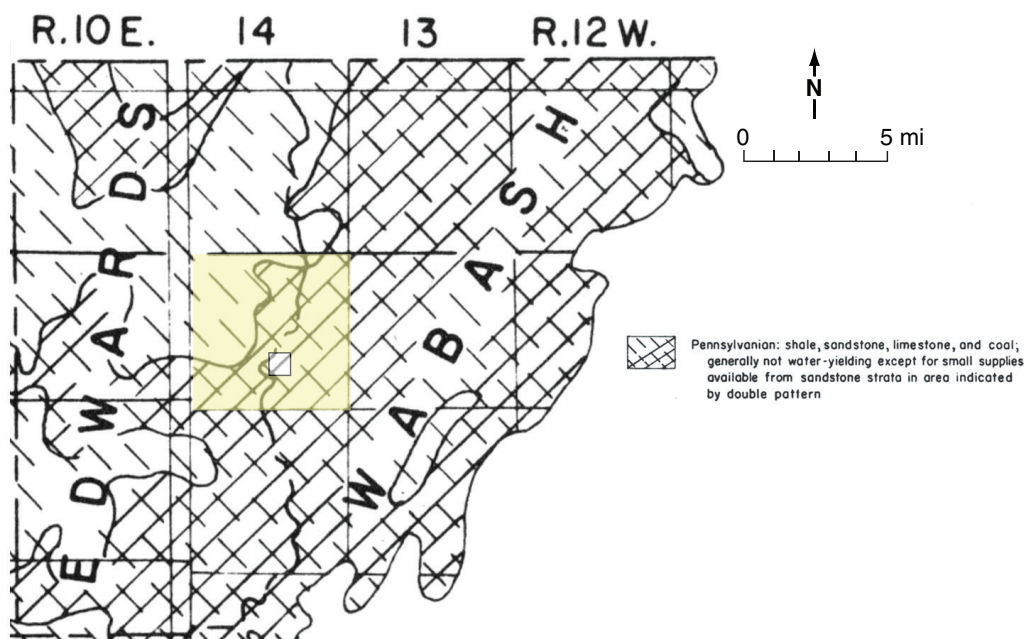 R.10 E. 14 13 R.12 W.
N
0 5 mi
EDWARDS
WABASH
Pennsylvanian: shale, sandstone, limestone, and coal;
generally not water-yielding except for small supplies
available from sandstone strata in area indicated
by double pattern